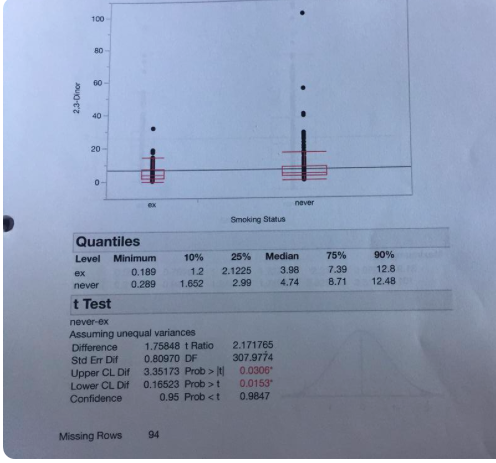 100
80
60
40
20
0
2,3-Dinor
ex never
Smoking Status
Quantiles
Level Minimum 10% 25% Median 75% 90%
ex 0.189 1.2 2.1225 3.98 7.39 12.8
never 0.289 1.652 2.99 4.74 8.71 12.48
t Test
never-ex
Assuming unequal variances
Difference 1.75848 t Ratio 2.171765
Std Err Dif 0.80970 DF 307.9774
Upper CL Dif 3.35173 Prob > |t| 0.0306*
Lower CL Dif 0.16523 Prob > t 0.0153*
Confidence 0.95 Prob < t 0.9847
Missing Rows 94